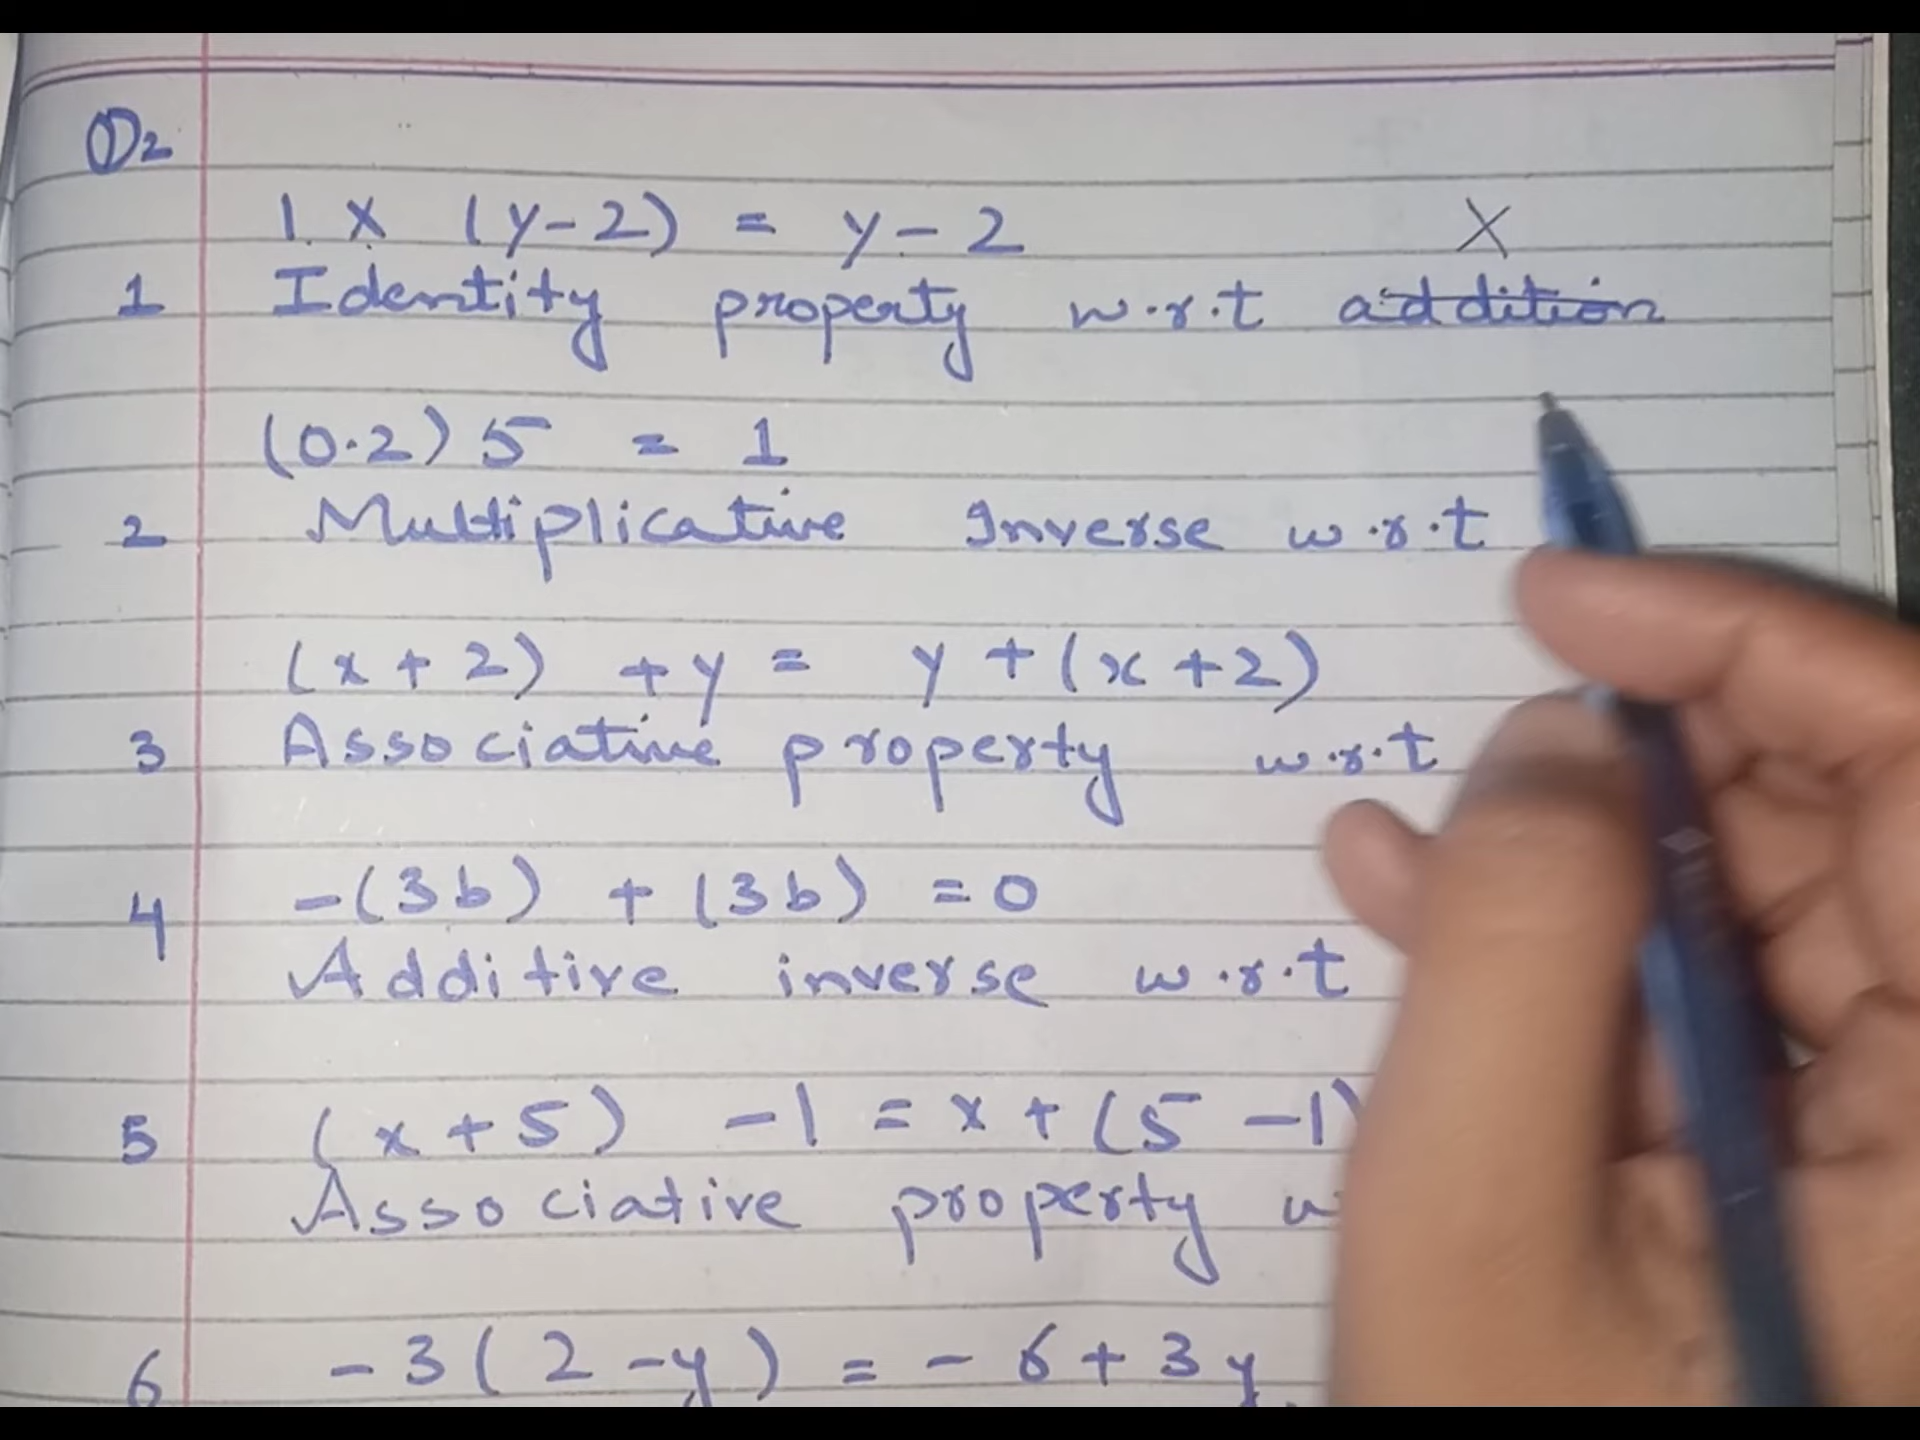 Q2
1 x (y-2) = y-2 X
1 Identity property w.r.t addition
(0.2) 5 = 1
2 Multiplicative Inverse w.r.t
(x+2) +y = y+(x+2)
3 Associative property w.r.t
4 -(3b) + (3b) =0
Additive inverse w.r.t
5 (x+5) -1 = x+(5-1)
Associative property w
6 -3(2-y) = -6+3y